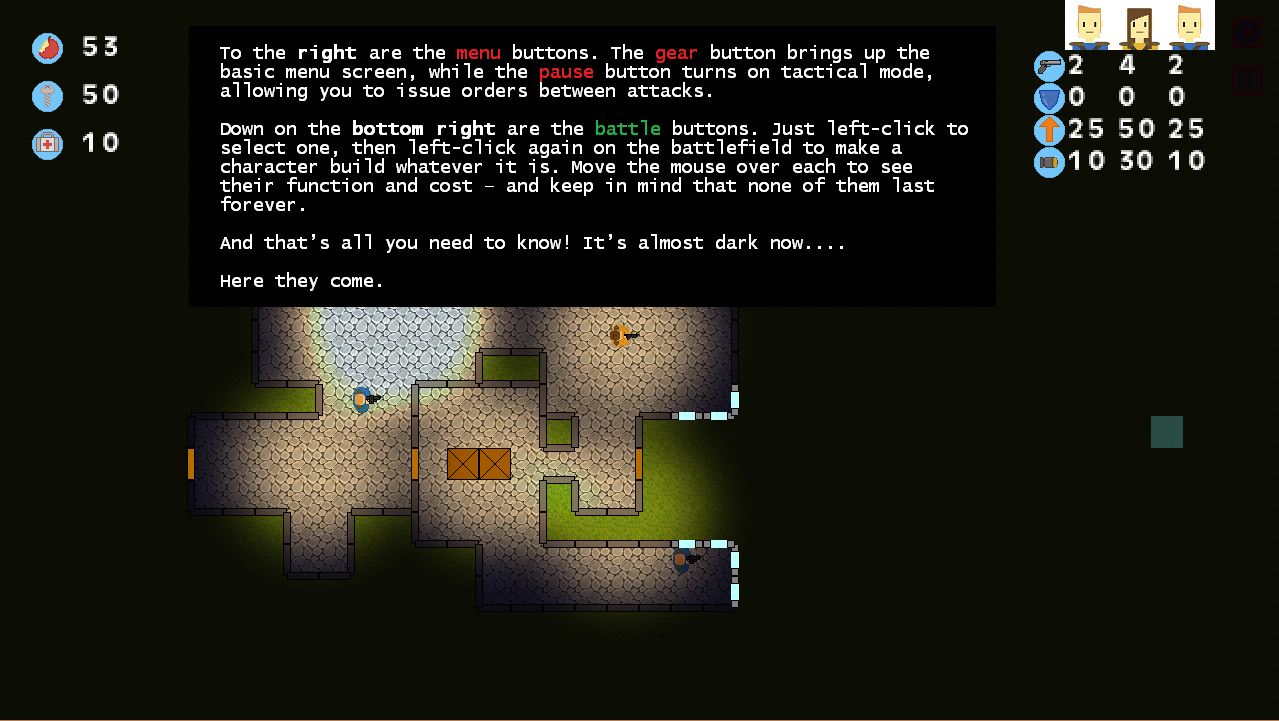 53
50
10
To the right are the menu buttons. The gear button brings up the
basic menu screen, while the pause button turns on tactical mode,
allowing you to issue orders between attacks.
Down on the bottom right are the battle buttons. Just left-click to
select one, then left-click again on the battlefield to make a
character build whatever it is. Move the mouse over each to see
their function and cost – and keep in mind that none of them last
forever.
And that's all you need to know! It's almost dark now....
Here they come.
2 4 2
0 0 0
25 50 25
10 30 10